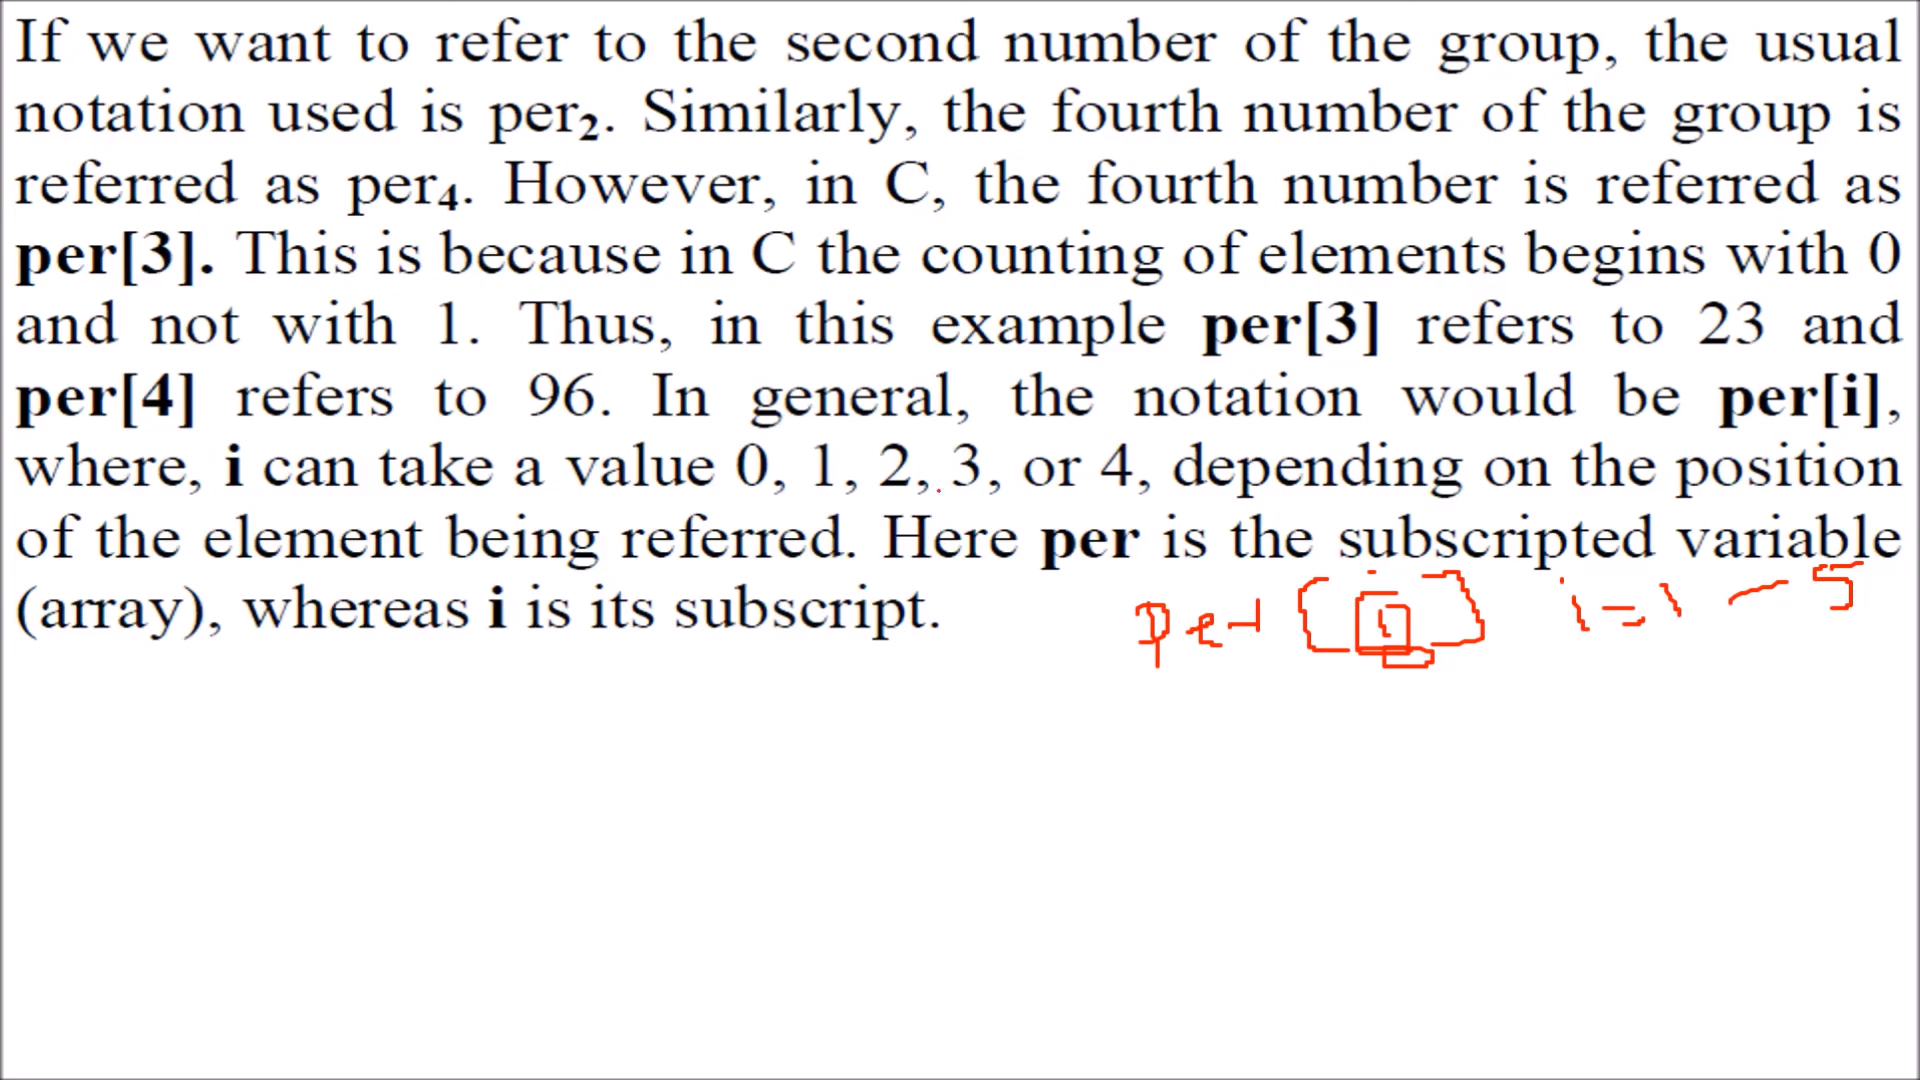 If we want to refer to the second number of the group, the usual
notation used is per₂. Similarly, the fourth number of the group is
referred as per₄. However, in C, the fourth number is referred as
per[3]. This is because in C the counting of elements begins with 0
and not with 1. Thus, in this example per[3] refers to 23 and
per[4] refers to 96. In general, the notation would be per[i],
where, i can take a value 0, 1, 2, 3, or 4, depending on the position
of the element being referred. Here per is the subscripted variable
(array), whereas i is its subscript.
per [i] i=1 – 5